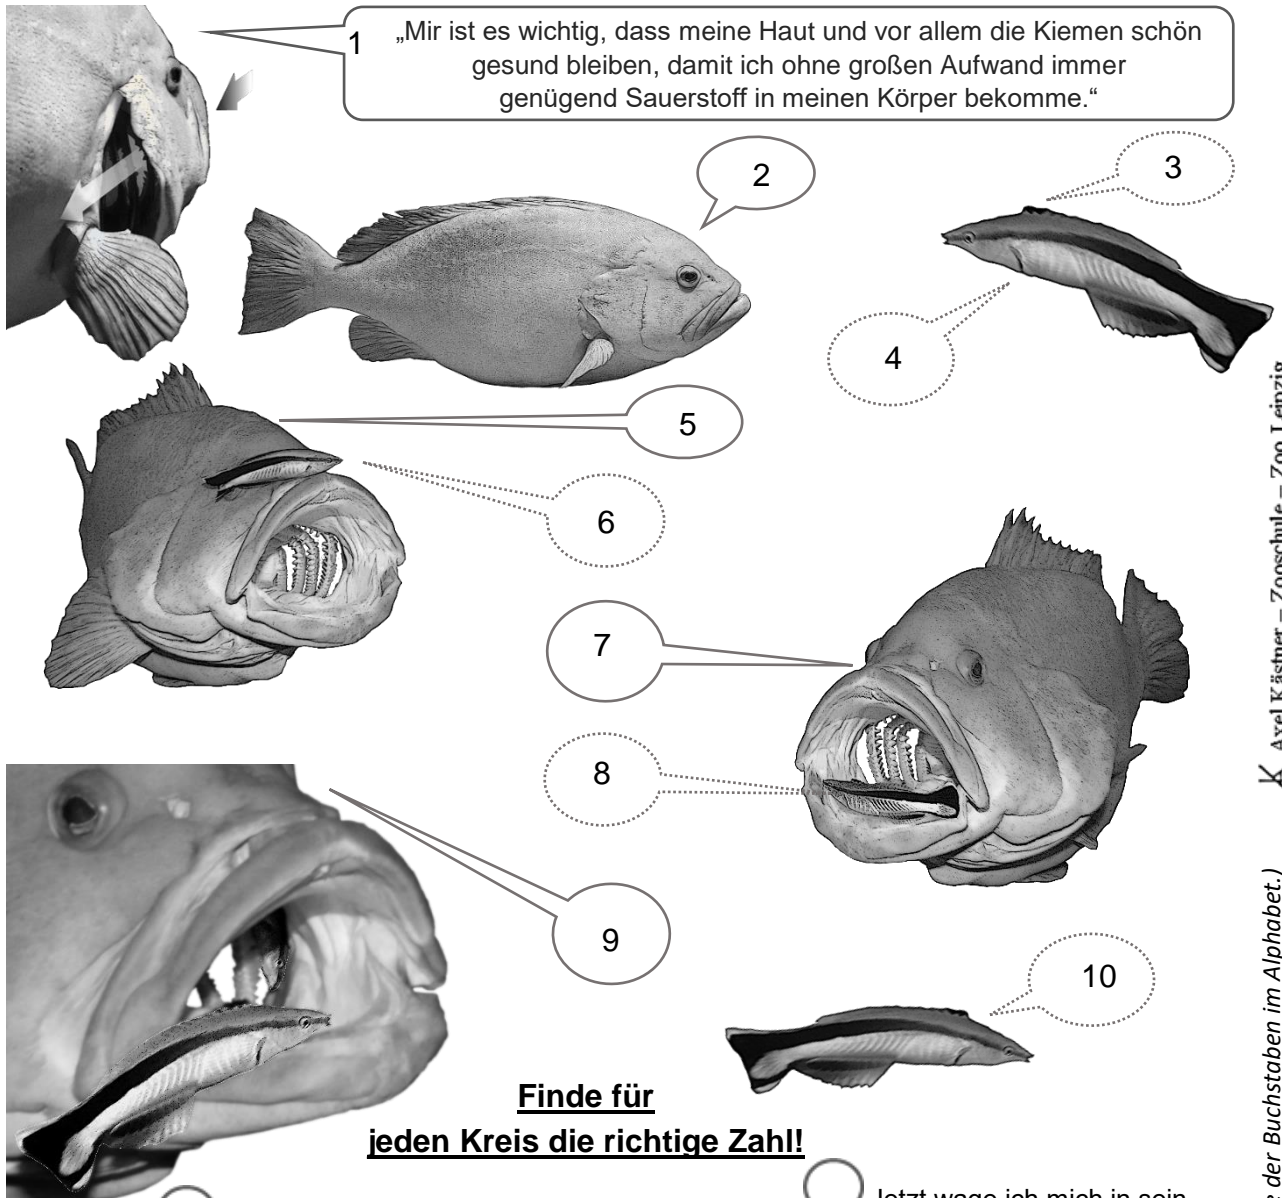 1
„Mir ist es wichtig, dass meine Haut und vor allem die Kiemen schön
gesund bleiben, damit ich ohne großen Aufwand immer
genügend Sauerstoff in meinen Körper bekomme.“
2
3
4
5
6
7
8
9
10
Finde für
jeden Kreis die richtige Zahl!
Jetzt wage ich mich in sein
Axel Kästner – Zooschule – Zoo Leipzig
der Buchstaben im Alphabet.)